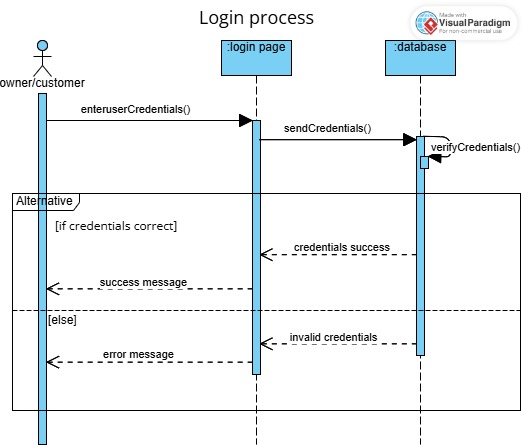 Login process
Made with
Visual Paradigm
For non-commercial use
:login page
:database
owner/customer
enteruserCredentials()
sendCredentials()
verifyCredentials()
Alternative
[if credentials correct]
credentials success
success message
[else]
invalid credentials
error message